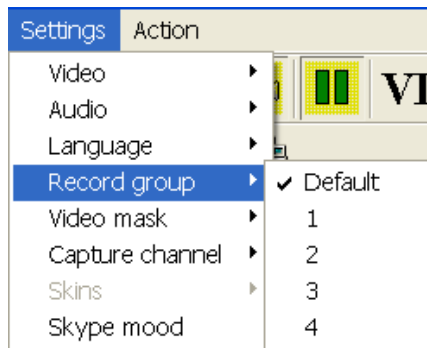 Settings Action
Video
Audio
Language
Record group
Video mask
Capture channel
Skins
Skype mood
Default
1
2
3
4